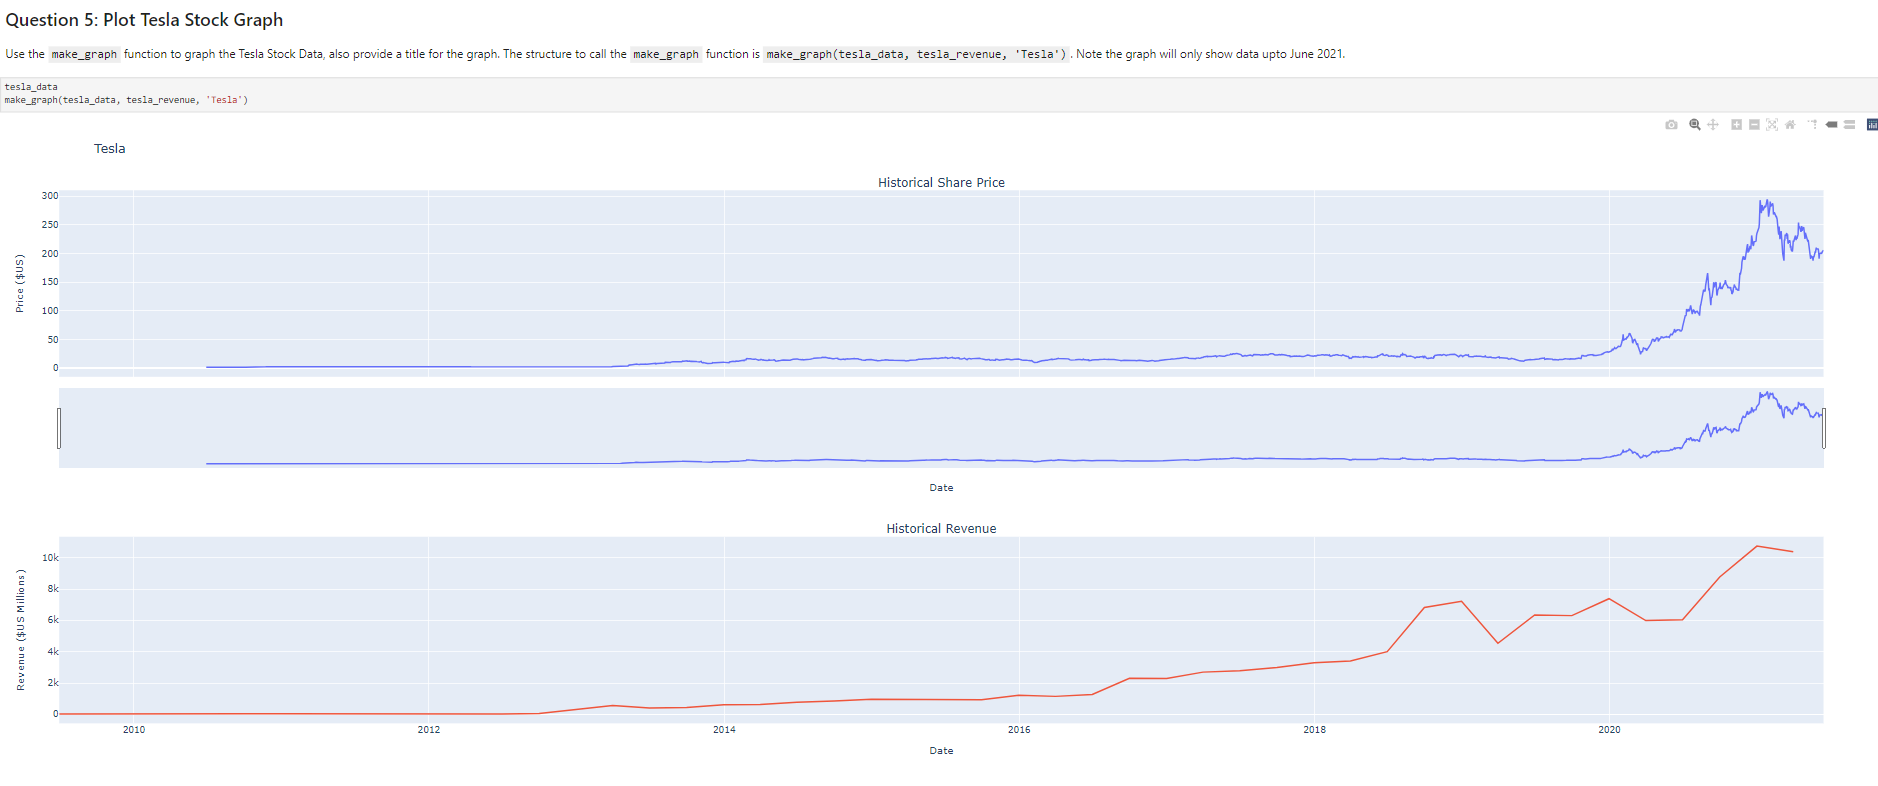 Question 5: Plot Tesla Stock Graph
Use the make_graph function to graph the Tesla Stock Data, also provide a title for the graph. The structure to call the make_graph function is make_graph(tesla_data, tesla_revenue, 'Tesla') . Note the graph will only show data upto June 2021.
tesla_data
make_graph(tesla_data, tesla_revenue, 'Tesla')
Tesla
Historical Share Price
300
250
200
150
100
50
0
Price ($US)
Date
Historical Revenue
10k
8k
6k
4k
2k
0
Revenue ($US Millions)
2010 2012 2014 2016 2018 2020
Date